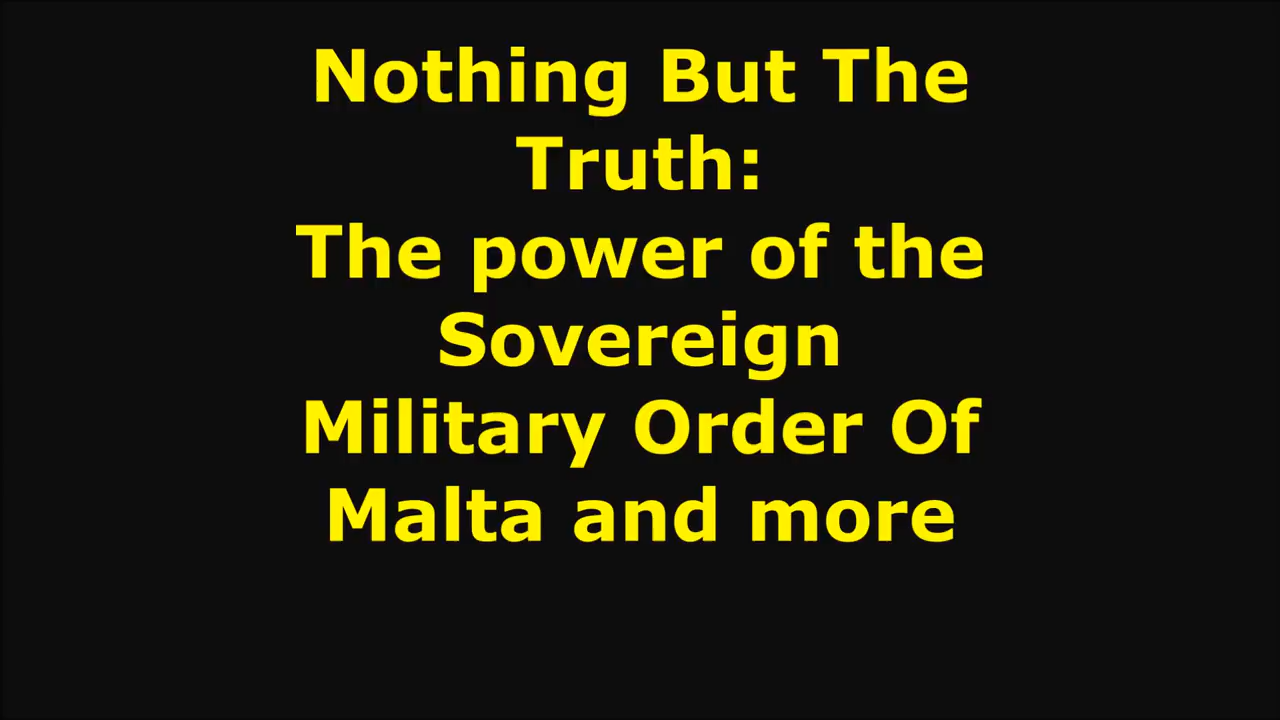 Nothing But The
Truth:
The power of the
Sovereign
Military Order Of
Malta and more